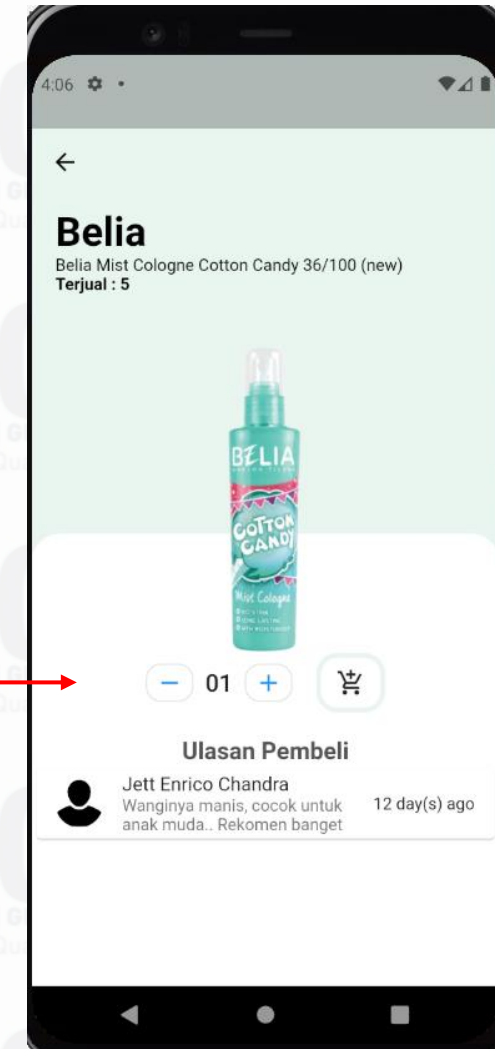 4:06
Belia
Belia Mist Cologne Cotton Candy 36/100 (new)
Terjual : 5
BELIA
COTTON
CANDY
Mist Cologne
01
Ulasan Pembeli
Jett Enrico Chandra
Wanginya manis, cocok untuk
anak muda.. Rekomen banget
12 day(s) ago